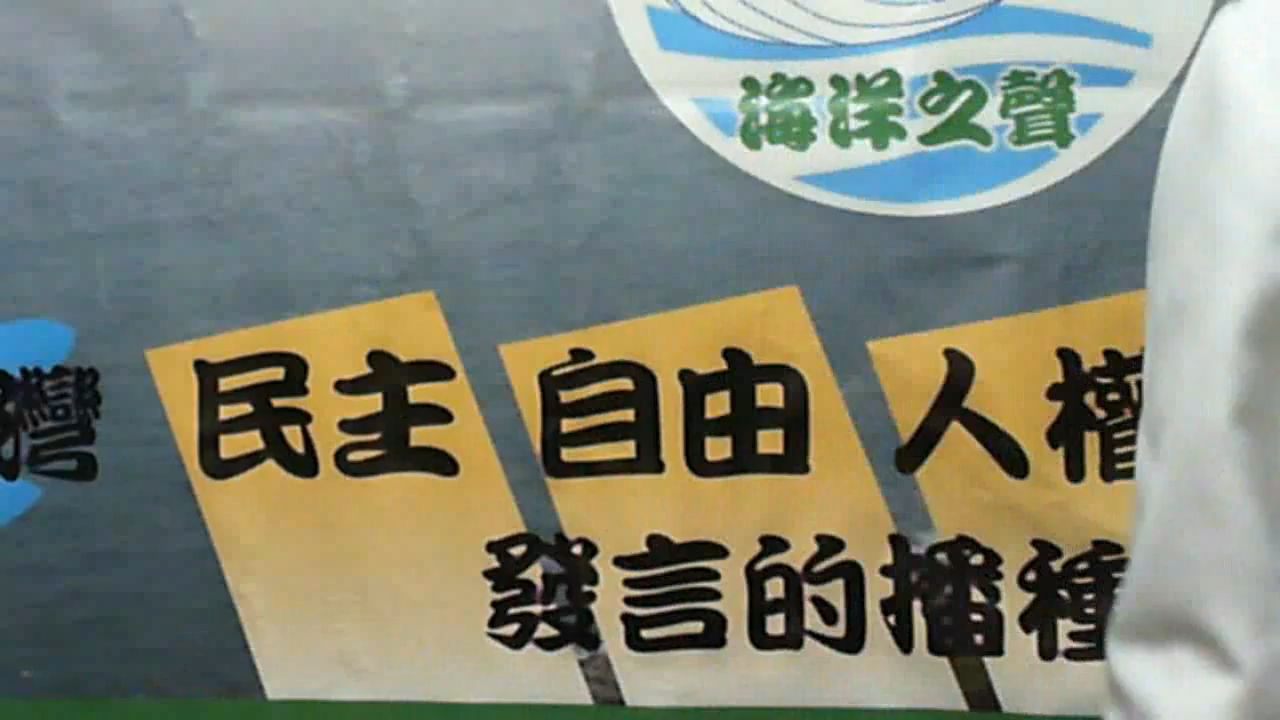 海洋之聲
灣 民主 自由 人權
發言的播種